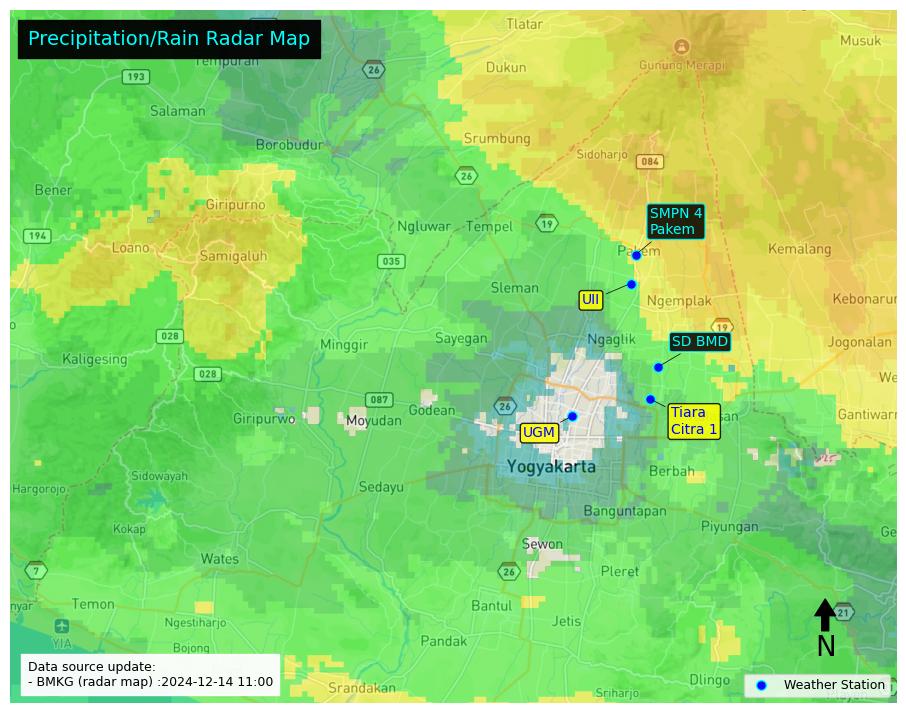 Precipitation/Rain Radar Map
Tlatar
Musuk
Tempuran
26
Dukun
Gunung Merapi
193
Salaman
Borobudur
Srumbung
Sidoharjo
084
26
Bener
Giripurno
SMPN 4
Pakem
194
Ngluwar
Tempel
19
Loano
Samigaluh
035
Kemalang
Sleman
UII
Ngemplak
Kebonarum
028
Minggir
Sayegan
Ngaglik
19
SD BMD
Jogonalan
Kaligesing
028
087
Godean
26
Tiara
Citra 1
Gantiwarn
Giripurwo
Moyudan
UGM
Yogyakarta
Berbah
Hargorojo
Sidowayah
Sedayu
Banguntapan
Kokap
Piyungan
Sewon
Wates
7
26
Pleret
Temon
Bantul
21
Ngestiharjo
Jetis
YIA
Bojong
Pandak
N
Data source update:
- BMKG (radar map) :2024-12-14 11:00
Srandakan
Sriharjo
Dlingo
Weather Station